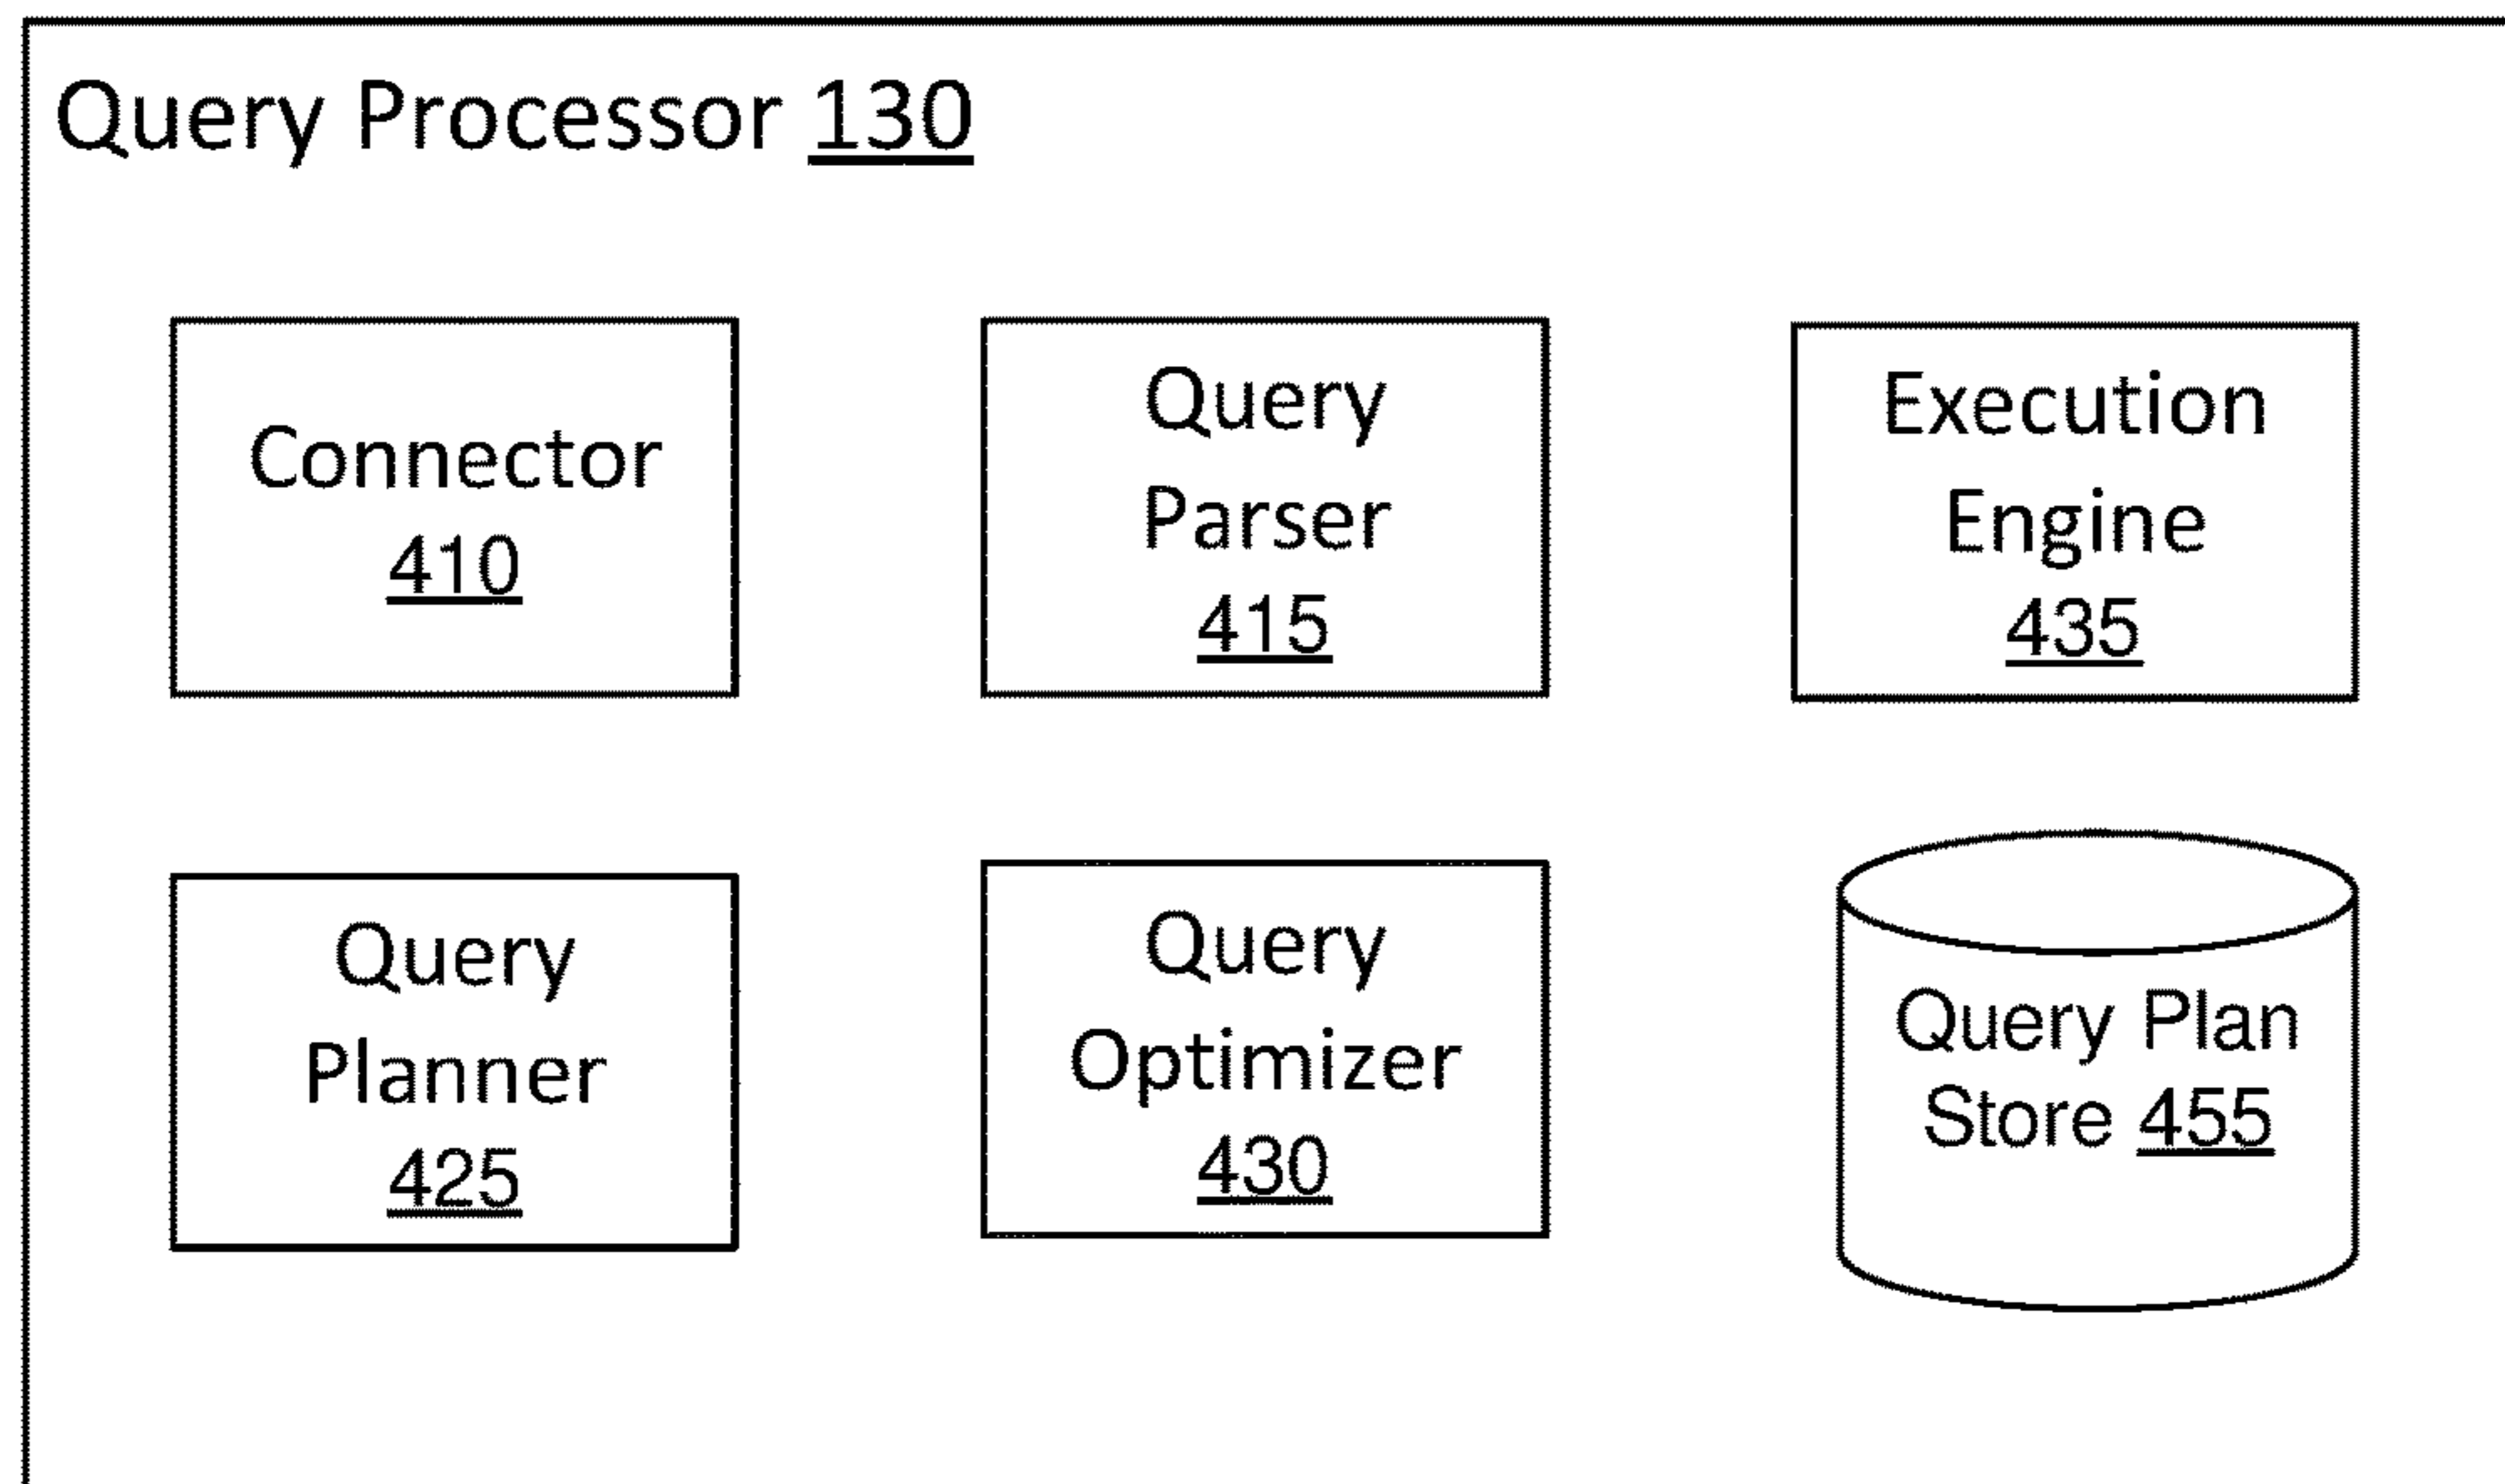 Query Processor 130
Connector
410
Query
Parser
415
Execution
Engine
435
Query
Planner
425
Query
Optimizer
430
Query Plan
Store 455